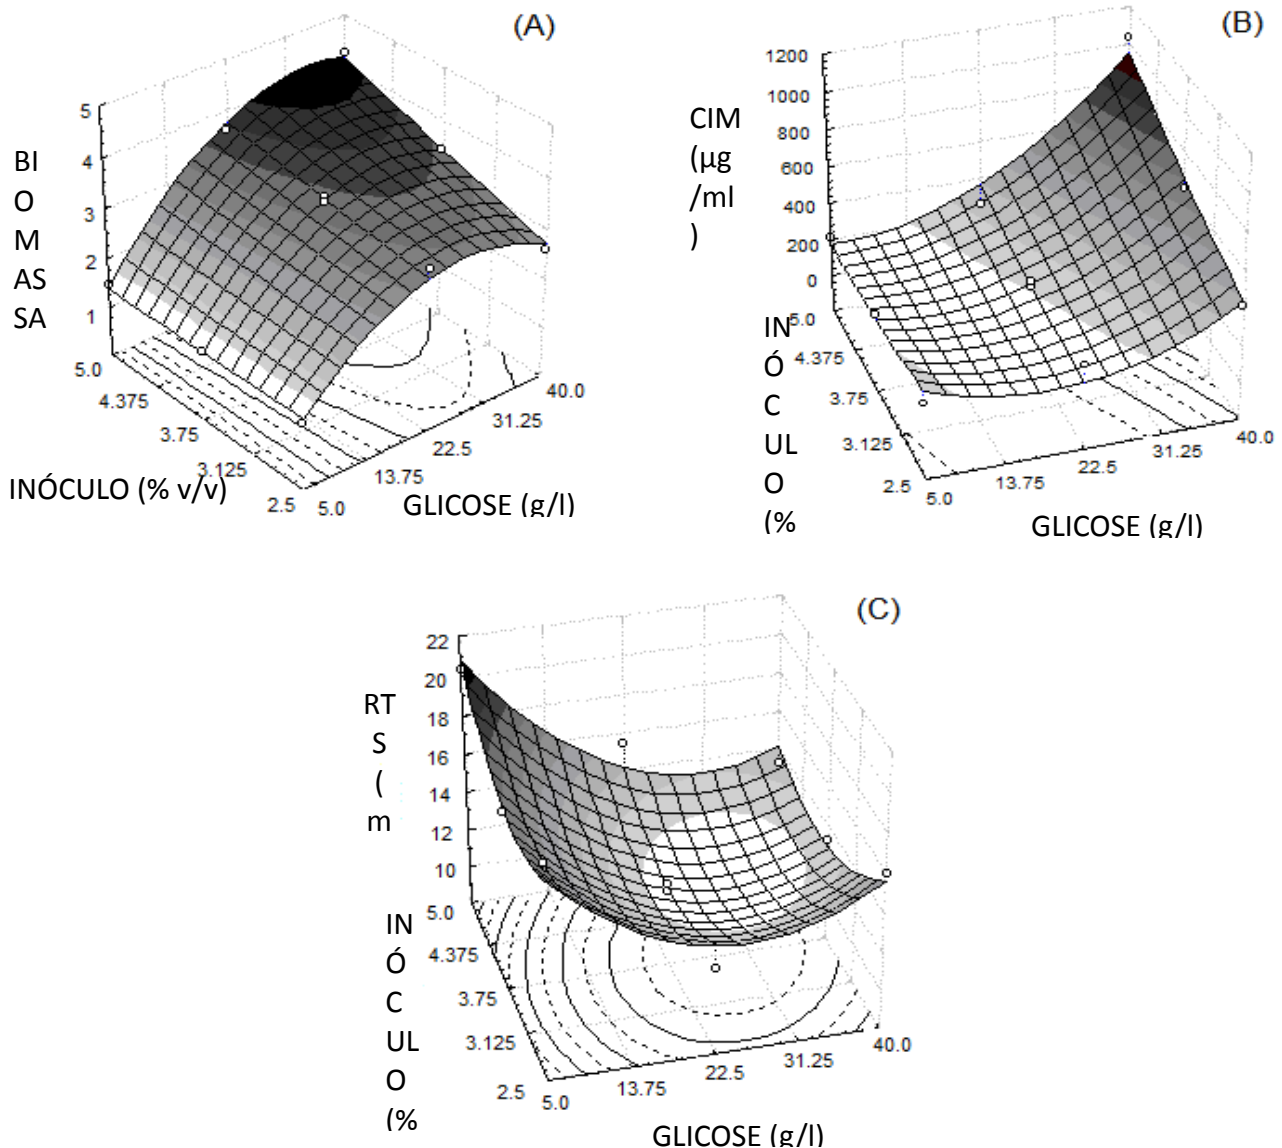 (A)
5
4
3
2
1
BI
O
M
AS
SA
5.0
4.375
3.75
3.125
2.5
INÓCULO (% v/v)
5.0
13.75
22.5
31.25
40.0
GLICOSE (g/l)
(B)
1200
1000
800
600
400
200
0
CIM
(µg
/ml
)
5.0
4.375
3.75
3.125
2.5
IN
Ó
C
UL
O
(%
5.0
13.75
22.5
31.25
40.0
GLICOSE (g/l)
(C)
22
20
18
16
14
12
10
RT
S
(
m
5.0
4.375
3.75
3.125
2.5
IN
Ó
C
UL
O
(%
5.0
13.75
22.5
31.25
40.0
GLICOSE (g/l)